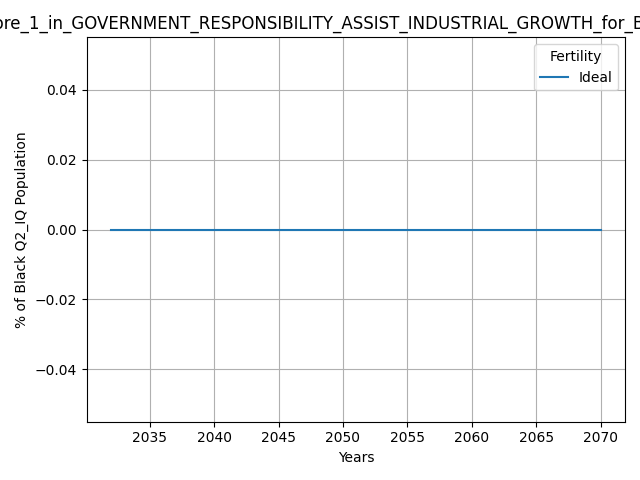 ore_1_in_GOVERNMENT_RESPONSIBILITY_ASSIST_INDUSTRIAL_GROWTH_for_B
Fertility
Ideal
0.04
0.02
0.00
−0.02
−0.04
% of Black Q2_IQ Population
2035 2040 2045 2050 2055 2060 2065 2070
Years